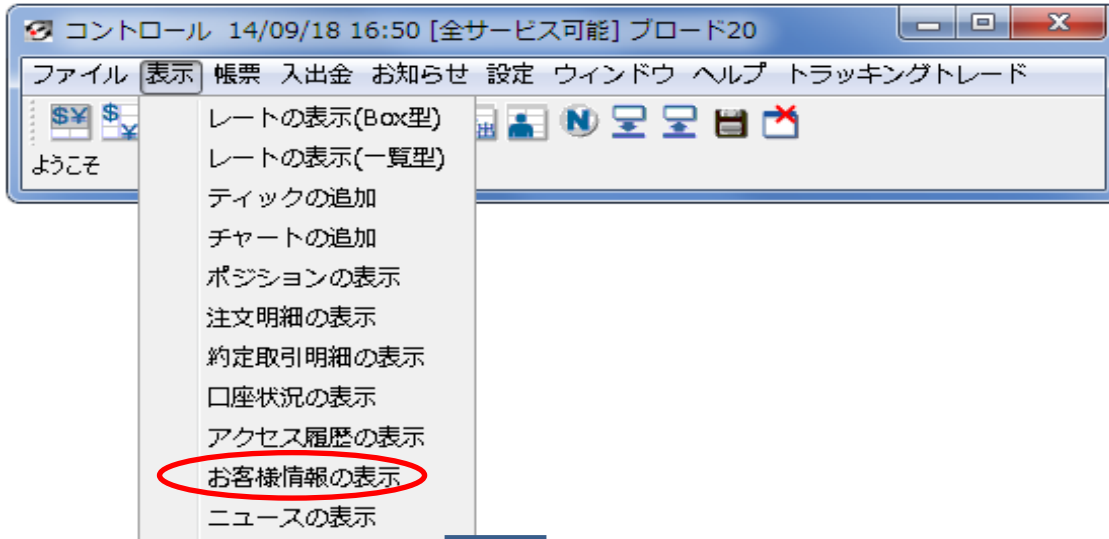 コントロール 14/09/18 16:50 [全サービス可能] ブロード20
ファイル 表示 帳票 入出金 お知らせ 設定 ウィンドウ ヘルプ トラッキングトレード
ようこそ
レートの表示(Box型)
レートの表示(一覧型)
ティックの追加
チャートの追加
ポジションの表示
注文明細の表示
約定取引明細の表示
口座状況の表示
アクセス履歴の表示
お客様情報の表示
ニュースの表示